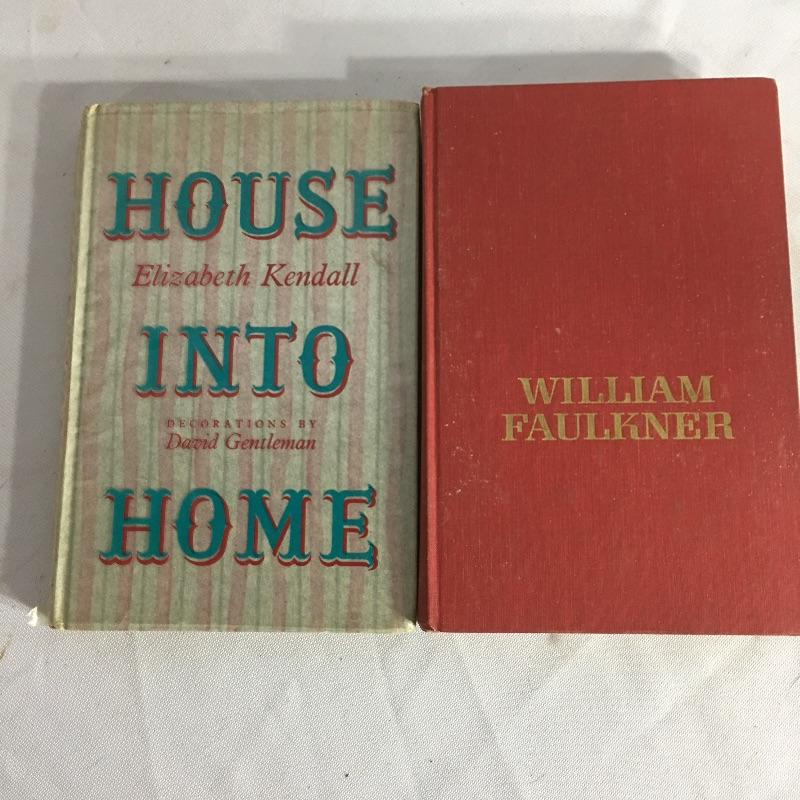 HOUSE
Elizabeth Kendall
INTO
DECORATIONS BY
David Gentleman
HOME
WILLIAM
FAULKNER